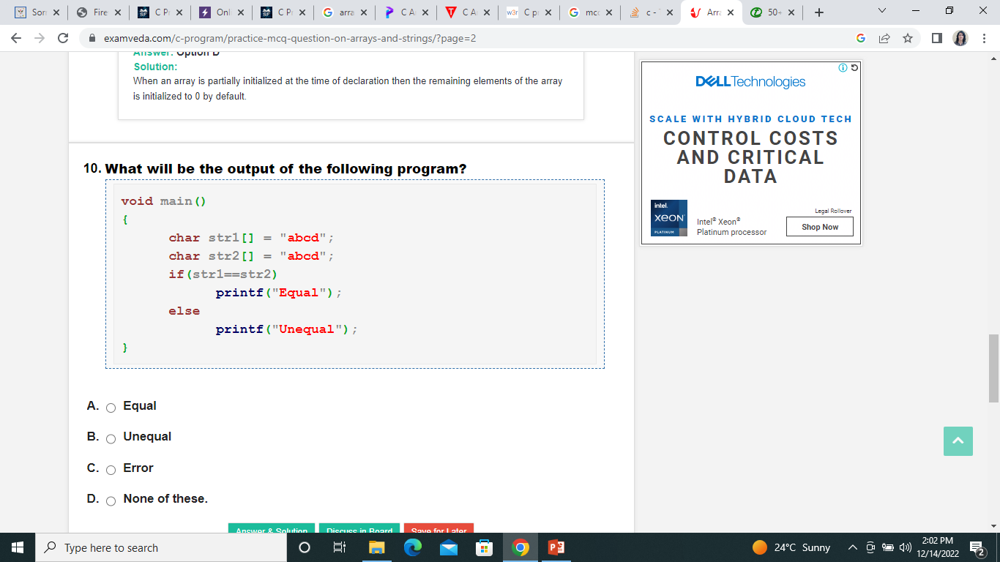 Sor
Fire
C P
Onl
C P
arra
C A
C A
C p
mc
c -
Arr
50+
examveda.com/c-program/practice-mcq-question-on-arrays-and-strings/?page=2
Answer: Option D
Solution:
When an array is partially initialized at the time of declaration then the remaining elements of the array
is initialized to 0 by default.
10. What will be the output of the following program?
void main()
{
char str1[] = "abcd";
char str2[] = "abcd";
if(str1==str2)
printf("Equal");
else
printf("Unequal");
}
A. Equal
B. Unequal
C. Error
D. None of these.
Answer & Solution
Discuss in Board
Save for Later
DELL Technologies
SCALE WITH HYBRID CLOUD TECH
CONTROL COSTS
AND CRITICAL
DATA
intel.
XEON
PLATINUM
Intel® Xeon®
Platinum processor
Legal Rollover
Shop Now
Type here to search
24°C Sunny
2:02 PM
12/14/2022
2